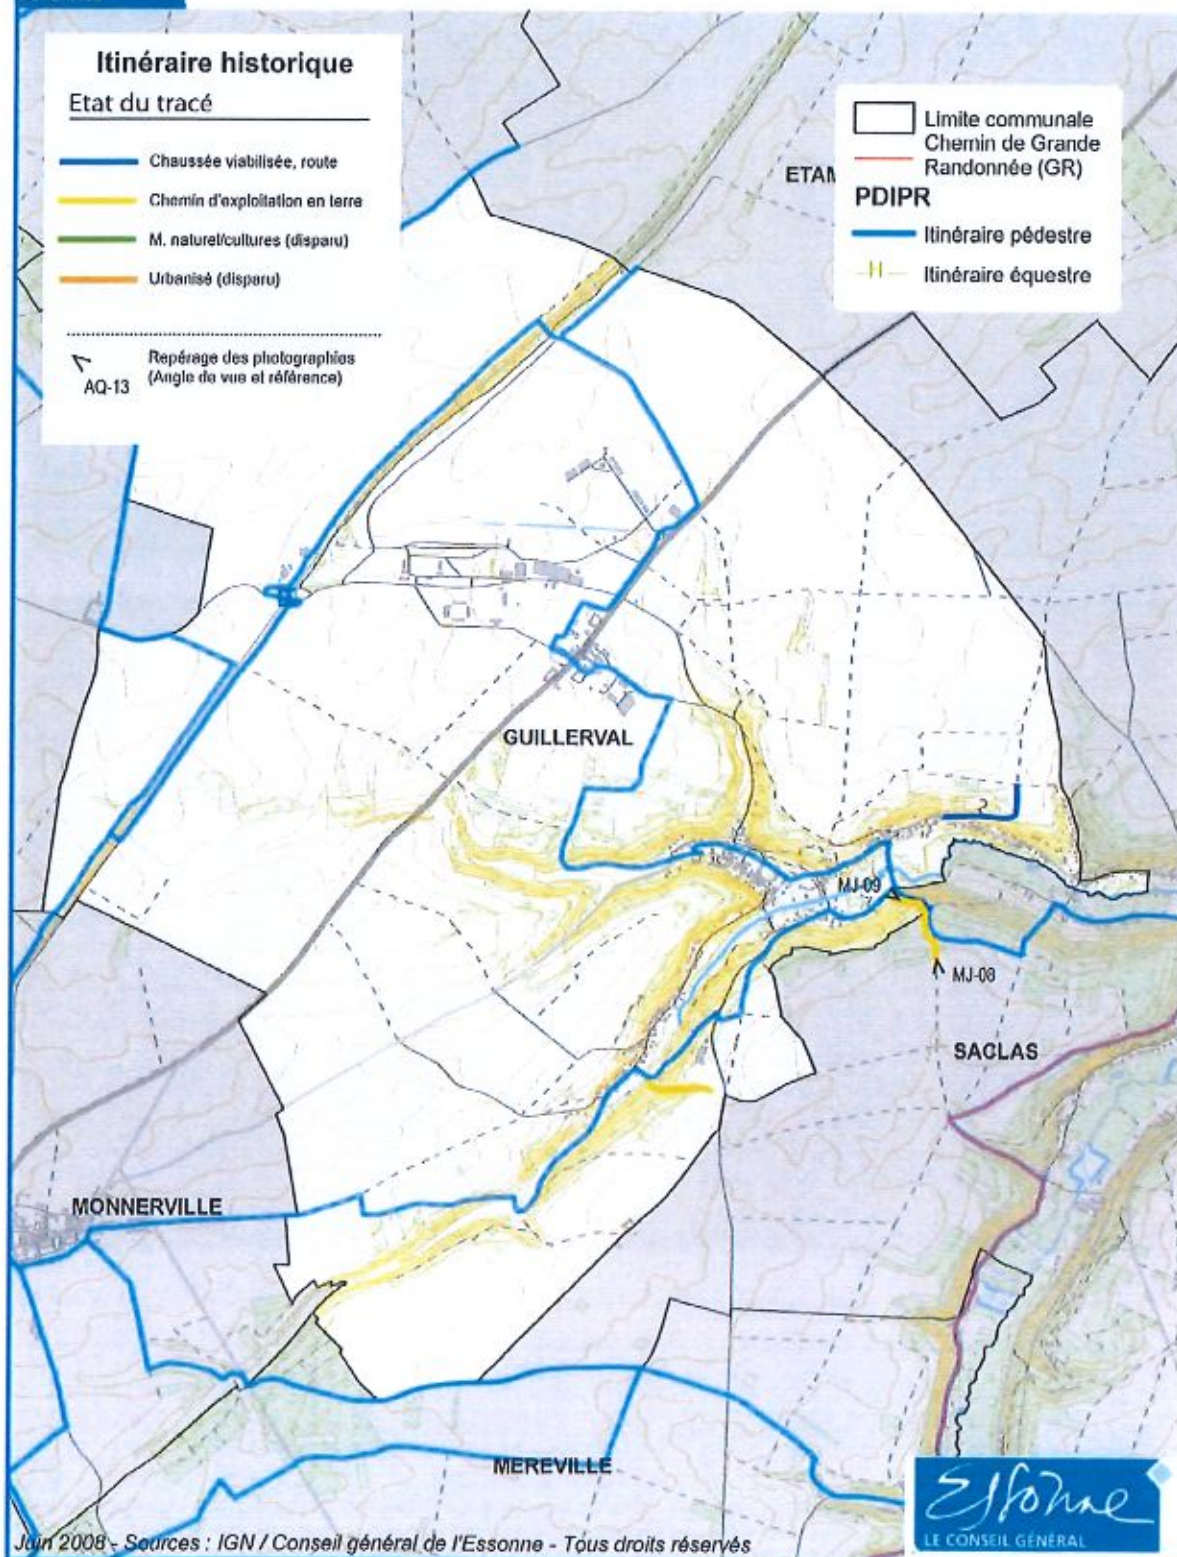 Itinéraire historique
Etat du tracé
Chaussée viabilisée, route
Chemin d'exploitation en terre
M. naturel/cultures (disparu)
Urbanisé (disparu)
AQ-13
Repérage des photographies
(Angle de vue et référence)
Limite communale
Chemin de Grande
Randonnée (GR)
PDIPR
Itinéraire pédestre
Itinéraire équestre
ETAM
GUILLERVAL
MJ-09
MJ-08
SACLAS
MONNERVILLE
MEREVILLE
Essonne
LE CONSEIL GÉNÉRAL
Juin 2008 - Sources : IGN / Conseil général de l'Essonne - Tous droits réservés